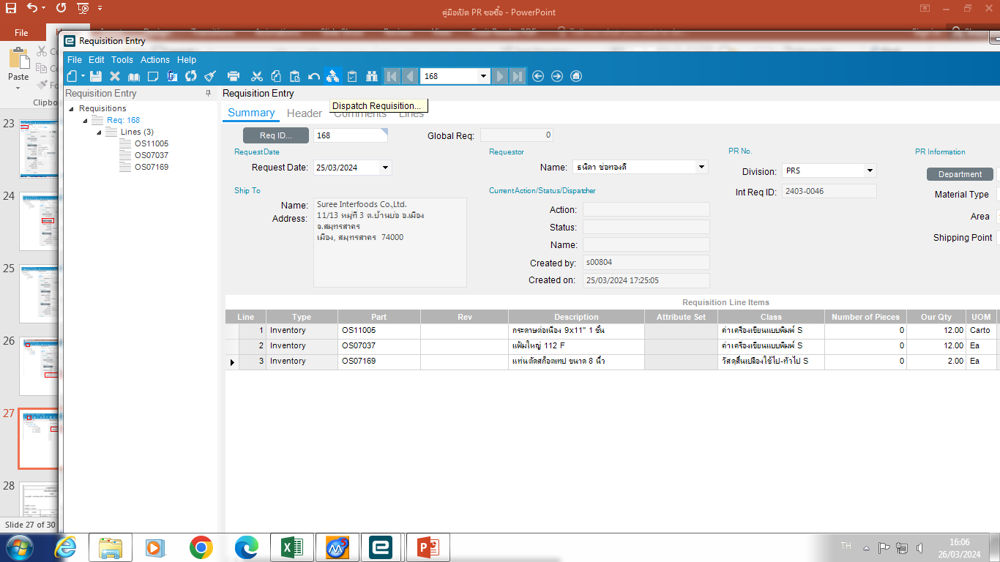 คู่มือเปิด PR ขอซื้อ - PowerPoint
File
Requisition Entry
Paste
Clipbo
File Edit Tools Actions Help
168
Requisition Entry
Requisition Entry
Dispatch Requisition...
Requisitions
Req: 168
Lines (3)
OS11005
OS07037
OS07169
Summary Header Comments Lines
Req ID... 168 Global Req: 0
RequestDate Requestor PR No. PR Information
Request Date: 25/03/2024 Name: ธนิดา ช่อทองดี Division: PRS Department
Int Req ID: 2403-0046 Material Type
Ship To Current Action/Status/Dispatcher
Name: Suree Interfoods Co.,Ltd.
Address: 11/13 หมู่ที่ 3 ต.บ้านบ่อ อ.เมือง
จ.สมุทรสาคร
เมือง, สมุทรสาคร 74000
Action: Area
Status: Shipping Point
Name:
Created by: s00804
Created on: 25/03/2024 17:25:05
Requisition Line Items
Line Type Part Rev Description Attribute Set Class Number of Pieces Our Qty UOM
1 Inventory OS11005 กระดาษต่อเนื่อง 9x11" 1 ชั้น ค่าเครื่องเขียนแบบพิมพ์ S 0 12.00 Carto
2 Inventory OS07037 แฟ้มใหญ่ 112 F ค่าเครื่องเขียนแบบพิมพ์ S 0 12.00 Ea
3 Inventory OS07169 แท่นตัดสก็อตเทป ขนาด 8 นิ้ว วัสดุสิ้นเปลืองใช้ไป-ทั่วไป S 0 2.00 Ea
23
24
25
26
27
28
Slide 27 of 30
TH
16:06
26/03/2024